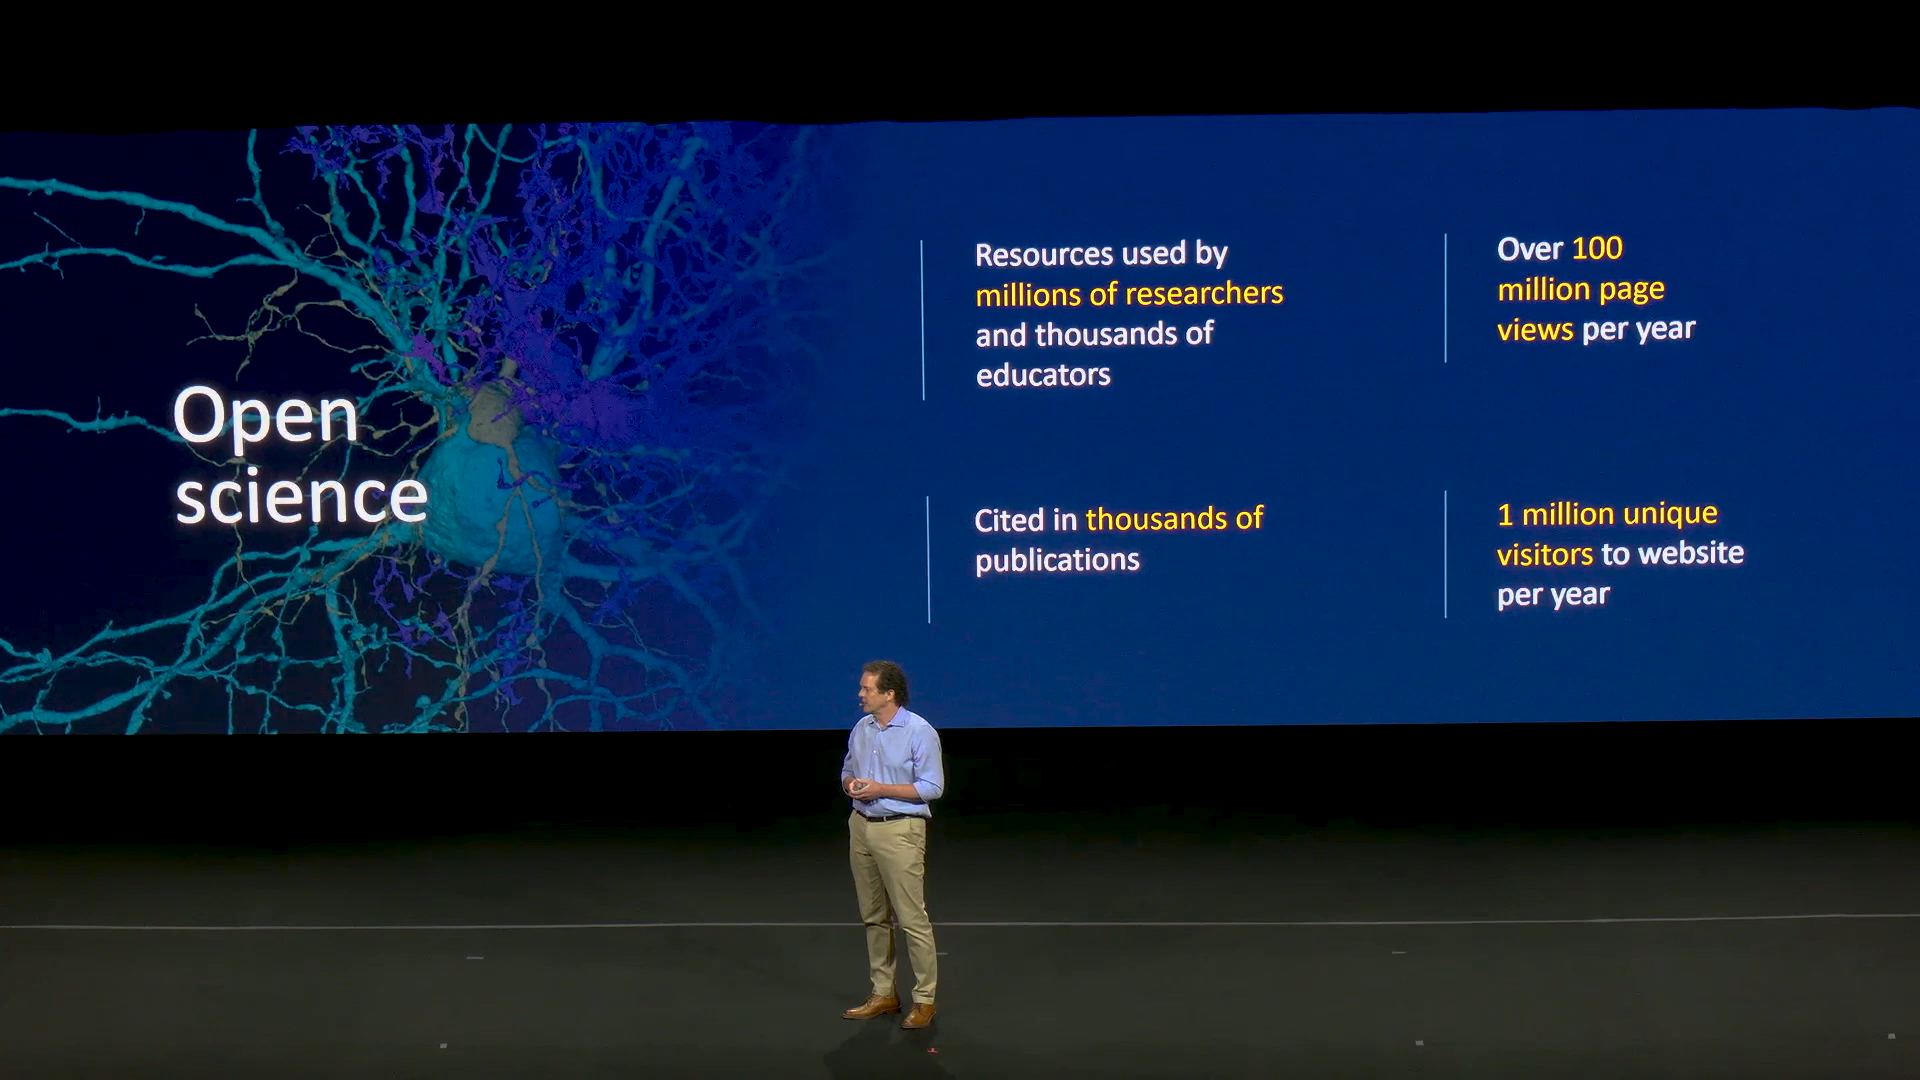 Open
science
Resources used by
millions of researchers
and thousands of
educators
Over 100
million page
views per year
Cited in thousands of
publications
1 million unique
visitors to website
per year